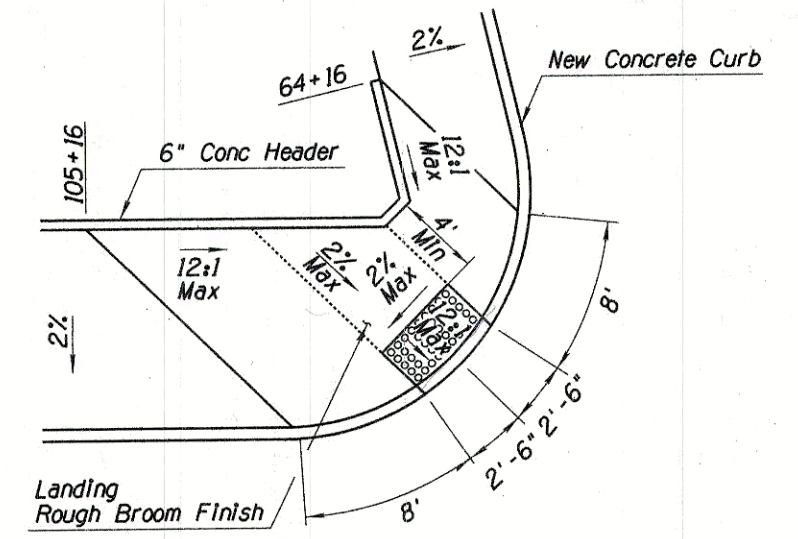 2%
New Concrete Curb
64+16
6" Conc Header
105+16
12:1
Max
4'
Min
12:1
Max
2%
Max
2%
Max
12:1
Max
8'
2%
2'-6"
2'-6"
Landing
Rough Broom Finish
8'